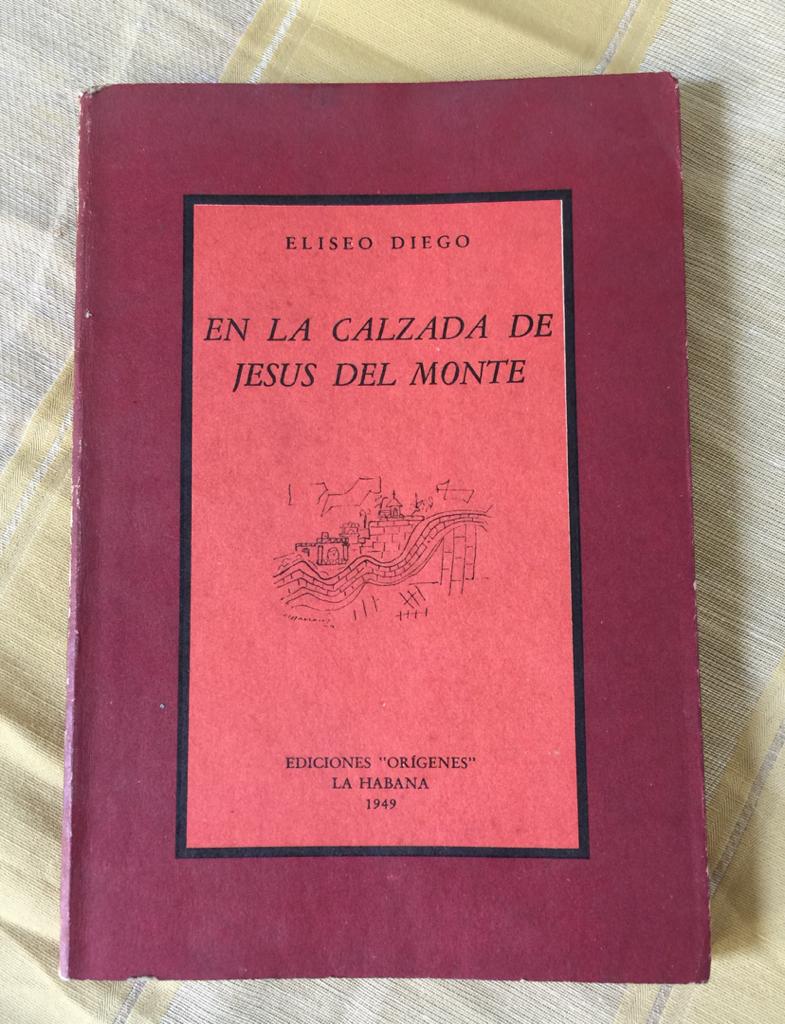 ELISEO DIEGO
EN LA CALZADA DE
JESUS DEL MONTE
EDICIONES "ORÍGENES"
LA HABANA
1949